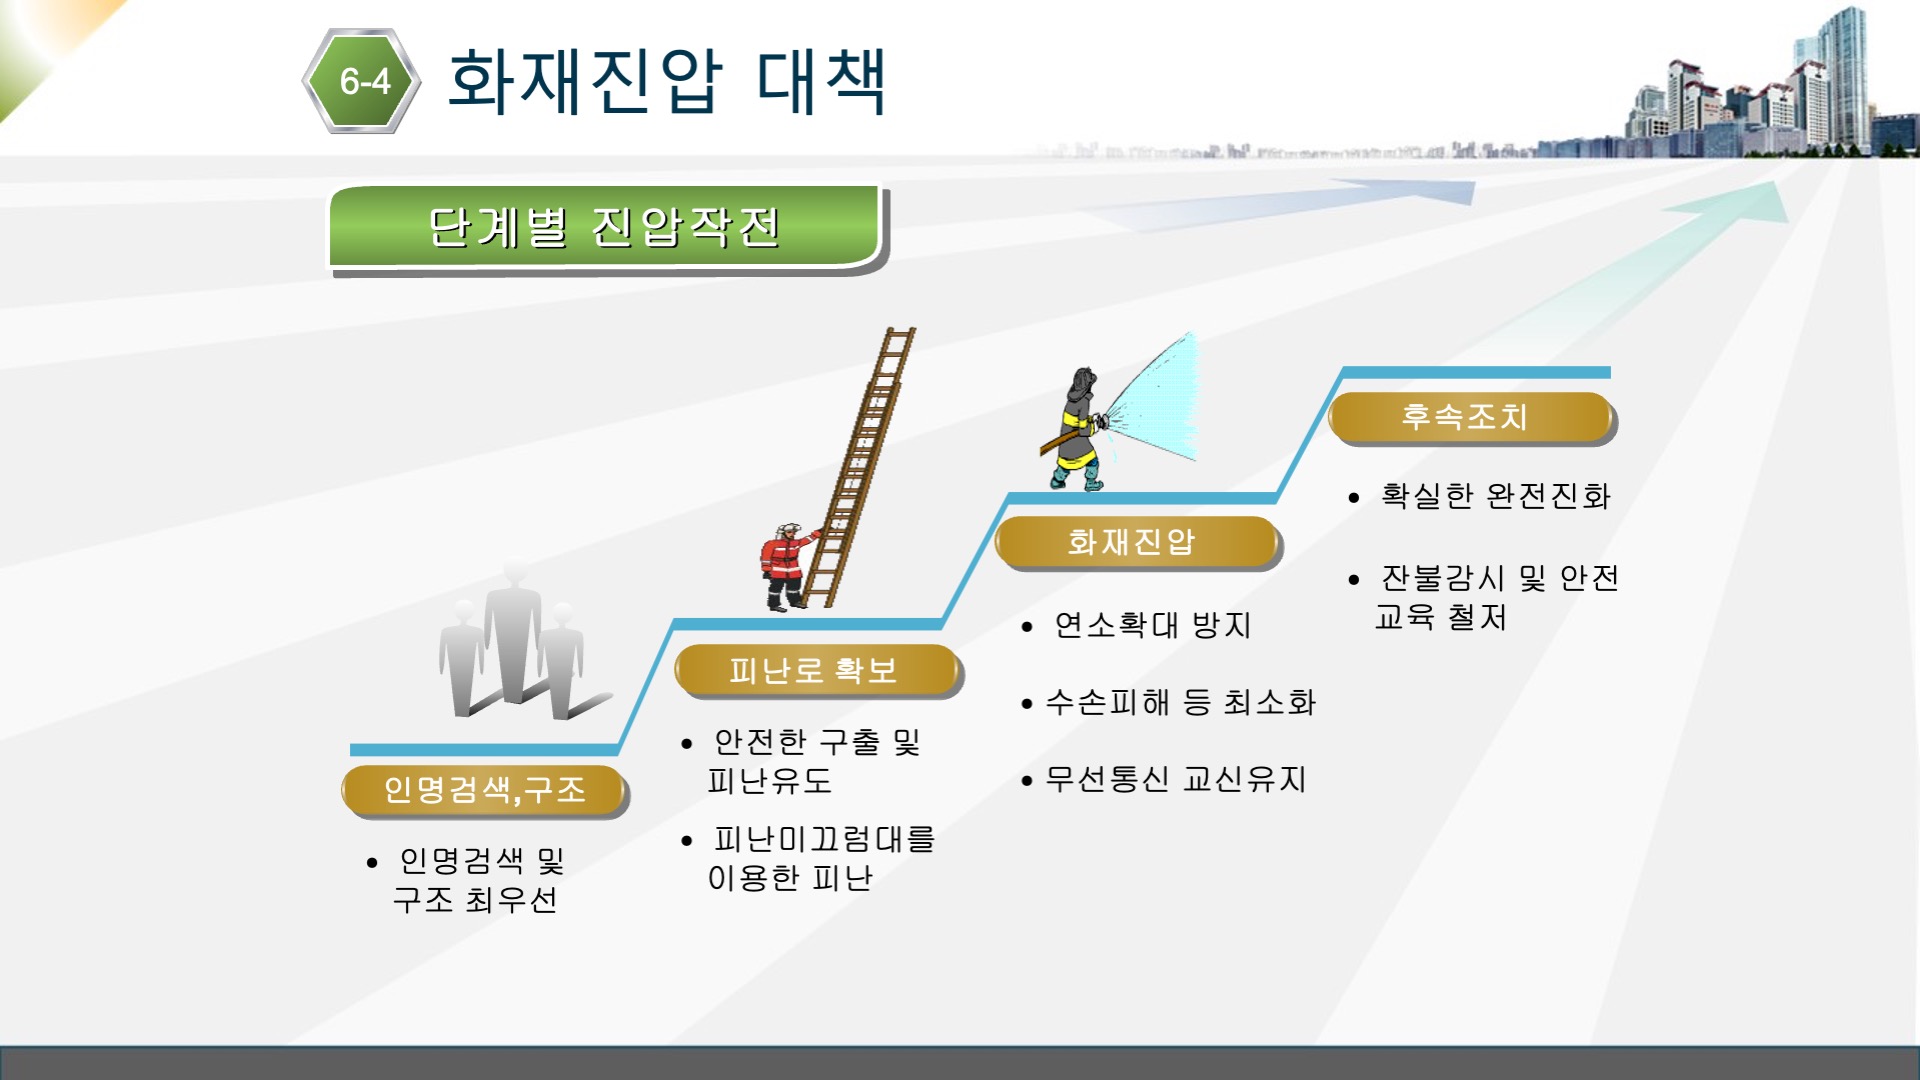 6-4
화재진압 대책
단계별 진압작전
인명검색,구조
• 인명검색 및
구조 최우선
피난로 확보
• 안전한 구출 및
피난유도
• 피난미끄럼대를
이용한 피난
화재진압
• 연소확대 방지
• 수손피해 등 최소화
• 무선통신 교신유지
후속조치
• 확실한 완전진화
• 잔불감시 및 안전
교육 철저